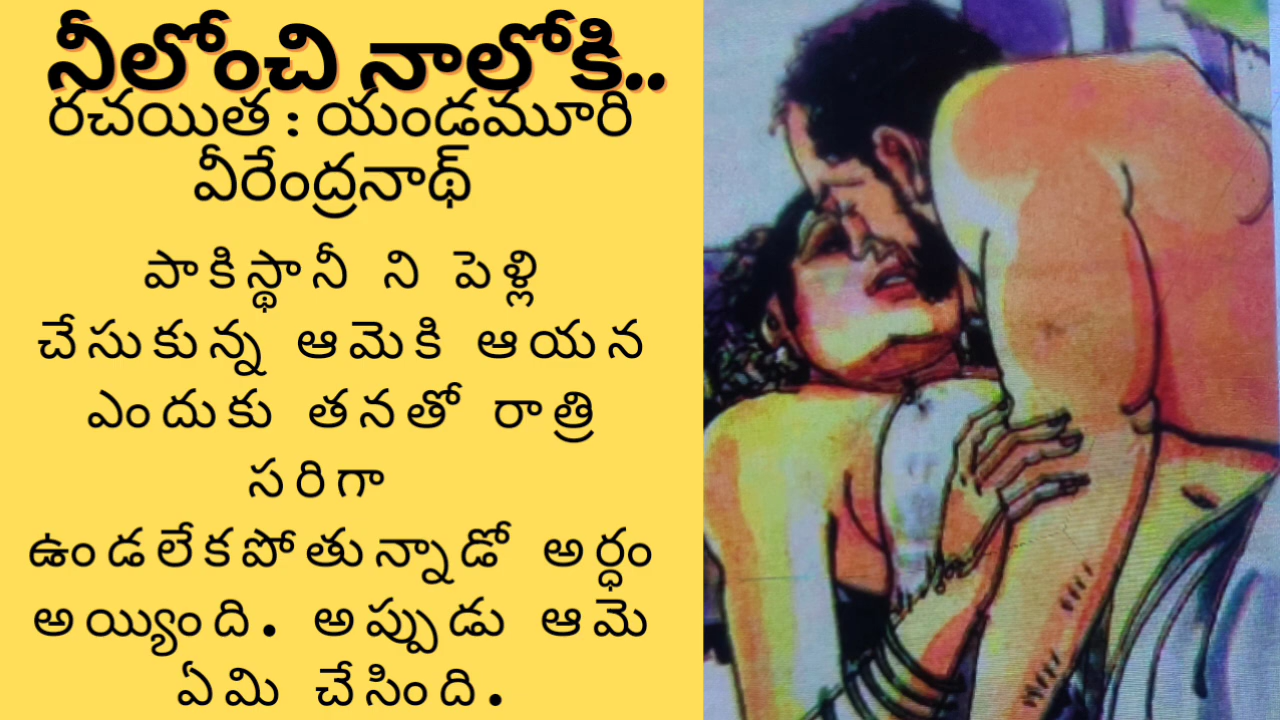 నీలోంచి నాలోకి..
రచయిత : యండమూరి
వీరేంద్రనాథ్
పాకిస్థానీ ని పెళ్లి
చేసుకున్న ఆమెకి ఆయన
ఎందుకు తనతో రాత్రి
సరిగా
ఉండలేకపోతున్నాడో అర్ధం
అయ్యింది. అప్పుడు ఆమె
ఏమి చేసింది.